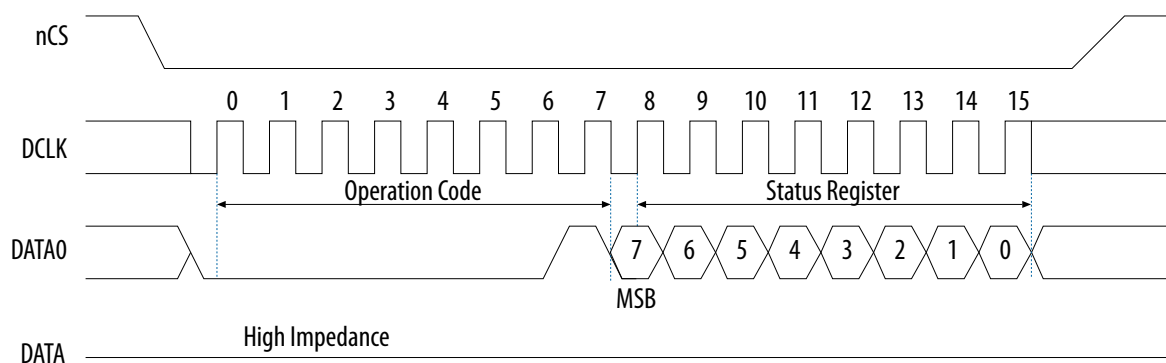 nCS
0 1 2 3 4 5 6 7 8 9 10 11 12 13 14 15
DCLK
Operation Code Status Register
DATA0 7 6 5 4 3 2 1 0
MSB
High Impedance
DATA